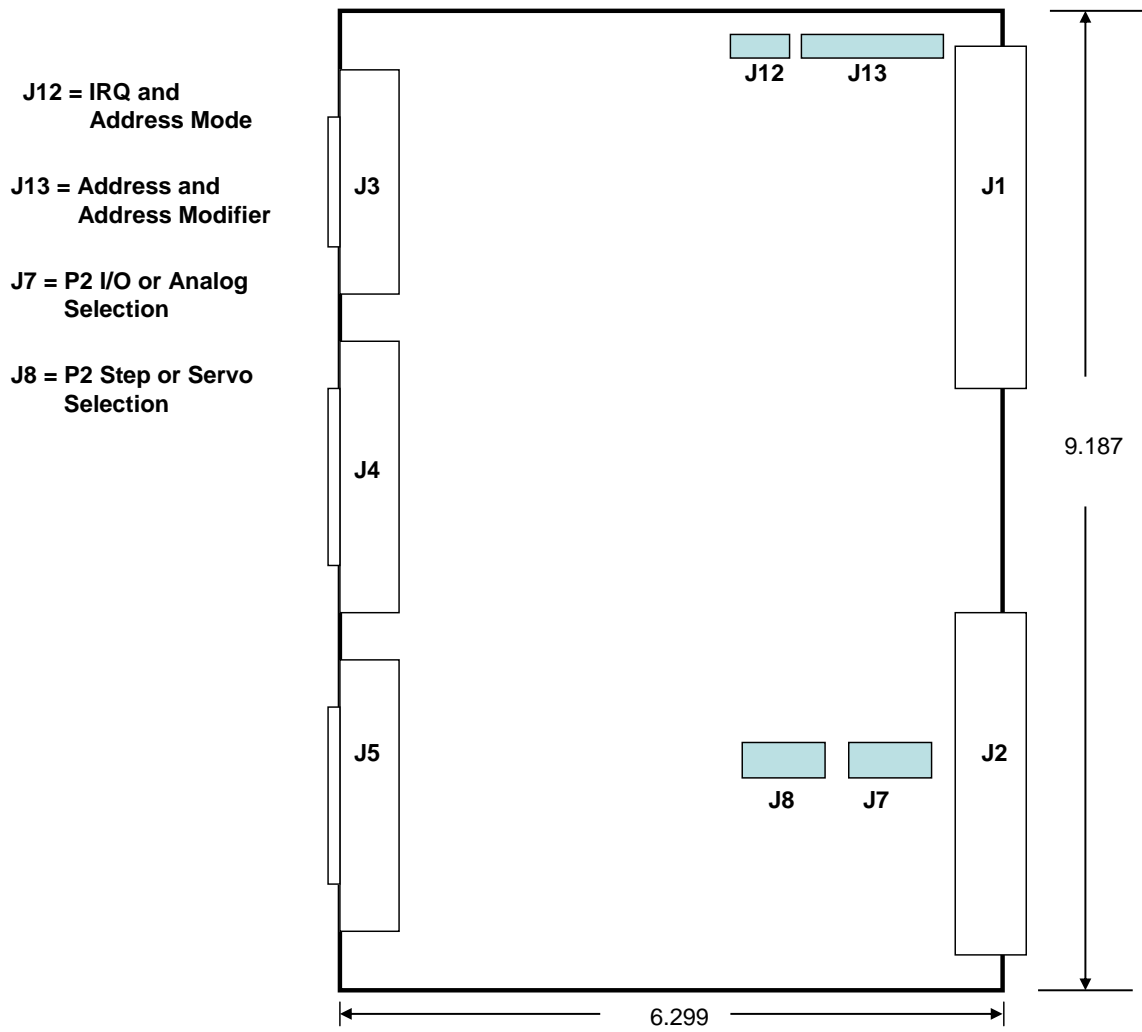 J12 = IRQ and
Address Mode
J13 = Address and
Address Modifier
J7 = P2 I/O or Analog
Selection
J8 = P2 Step or Servo
Selection
J12
J13
J3
J1
J4
9.187
J5
J2
J8
J7
6.299